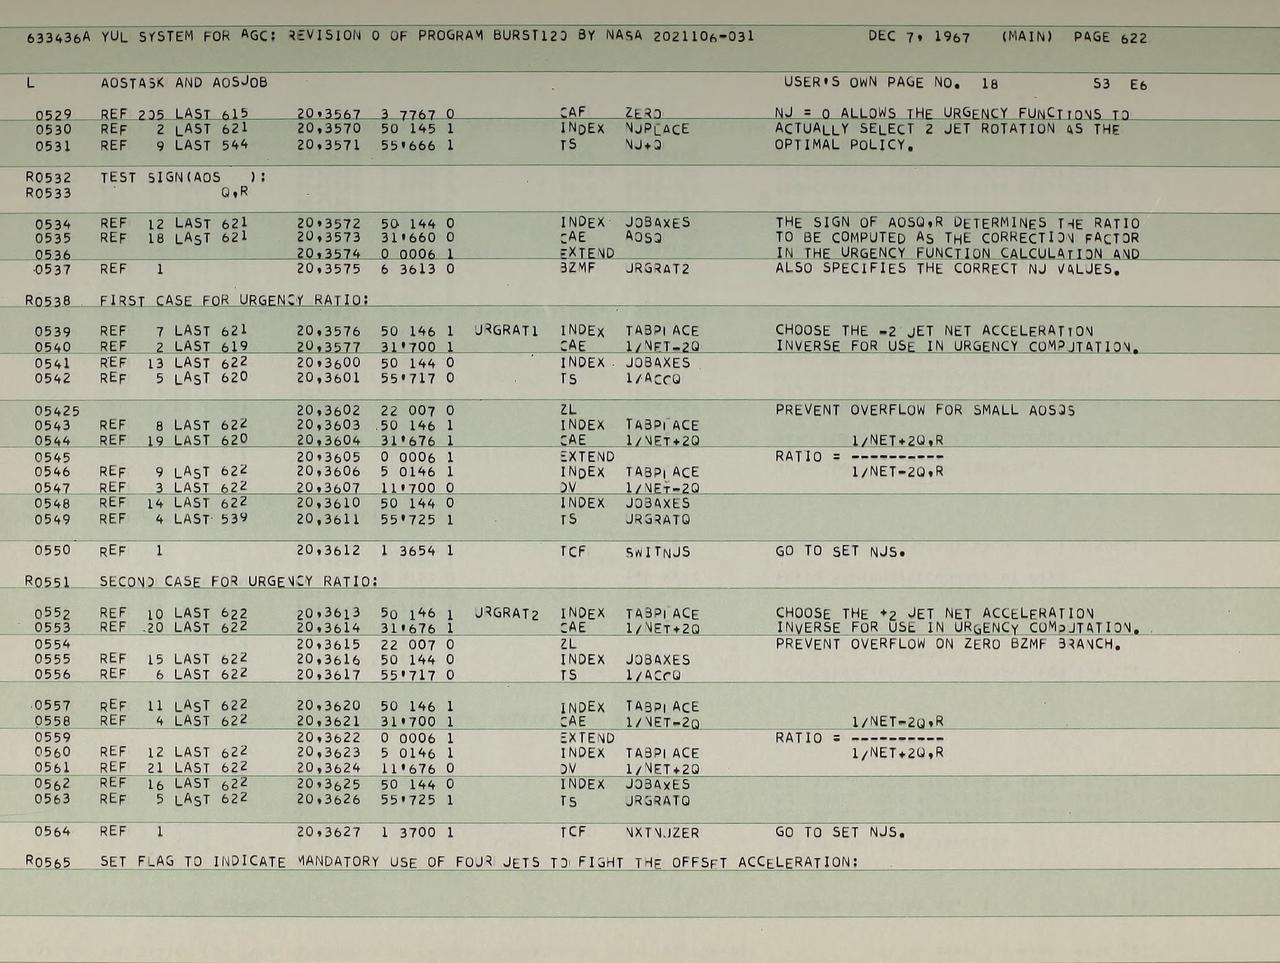 633436A YUL SYSTEM FOR AGC: REVISION 0 OF PROGRAM BURST120 BY NASA 2021106-031 DEC 7, 1967 (MAIN) PAGE 622
L AOSTASK AND AOSJOB USER'S OWN PAGE NO. 18 S3 E6
0529 REF 205 LAST 615 20,3567 3 7767 0 CAF ZERO NJ = 0 ALLOWS THE URGENCY FUNCTIONS TO
0530 REF 2 LAST 621 20,3570 50 145 1 INDEX NJPLACE ACTUALLY SELECT 2 JET ROTATION AS THE
0531 REF 9 LAST 544 20,3571 55'666 1 TS NJ+Q OPTIMAL POLICY.
R0532 TEST SIGN(AOS ):
R0533 Q,R
0534 REF 12 LAST 621 20,3572 50 144 0 INDEX JOBAXES THE SIGN OF AOSQ,R DETERMINES THE RATIO
0535 REF 18 LAST 621 20,3573 31'660 0 CAE AOSQ TO BE COMPUTED AS THE CORRECTION FACTOR
0536 20,3574 0 0006 1 EXTEND IN THE URGENCY FUNCTION CALCULATION AND
0537 REF 1 20,3575 6 3613 0 BZMF URGRAT2 ALSO SPECIFIES THE CORRECT NJ VALUES.
R0538 FIRST CASE FOR URGENCY RATIO:
0539 REF 7 LAST 621 20,3576 50 146 1 URGRAT1 INDEX TABPLACE CHOOSE THE -2 JET NET ACCELERATION
0540 REF 2 LAST 619 20,3577 31'700 1 CAE 1/NET-2Q INVERSE FOR USE IN URGENCY COMPUTATION.
0541 REF 13 LAST 622 20,3600 50 144 0 INDEX JOBAXES
0542 REF 5 LAST 620 20,3601 55'717 0 TS 1/ACCQ
05425 20,3602 22 007 0 ZL PREVENT OVERFLOW FOR SMALL AOSQS
0543 REF 8 LAST 622 20,3603 50 146 1 INDEX TABPLACE
0544 REF 19 LAST 620 20,3604 31'676 1 CAE 1/NET+2Q 1/NET+2Q,R
0545 20,3605 0 0006 1 EXTEND RATIO = ----------
0546 REF 9 LAST 622 20,3606 5 0146 1 INDEX TABPLACE 1/NET-2Q,R
0547 REF 3 LAST 622 20,3607 11'700 0 DV 1/NET-2Q
0548 REF 14 LAST 622 20,3610 50 144 0 INDEX JOBAXES
0549 REF 4 LAST 539 20,3611 55'725 1 TS URGRATQ
0550 REF 1 20,3612 1 3654 1 TCF SWITNJS GO TO SET NJS.
R0551 SECOND CASE FOR URGENCY RATIO:
0552 REF 10 LAST 622 20,3613 50 146 1 URGRAT2 INDEX TABPLACE CHOOSE THE +2 JET NET ACCELERATION
0553 REF 20 LAST 622 20,3614 31'676 1 CAE 1/NET+2Q INVERSE FOR USE IN URGENCY COMPUTATION.
0554 20,3615 22 007 0 ZL PREVENT OVERFLOW ON ZERO BZMF BRANCH.
0555 REF 15 LAST 622 20,3616 50 144 0 INDEX JOBAXES
0556 REF 6 LAST 622 20,3617 55'717 0 TS 1/ACCQ
0557 REF 11 LAST 622 20,3620 50 146 1 INDEX TABPLACE
0558 REF 4 LAST 622 20,3621 31'700 1 CAE 1/NET-2Q 1/NET-2Q,R
0559 20,3622 0 0006 1 EXTEND RATIO = ----------
0560 REF 12 LAST 622 20,3623 5 0146 1 INDEX TABPLACE 1/NET+2Q,R
0561 REF 21 LAST 622 20,3624 11'676 0 DV 1/NET+2Q
0562 REF 16 LAST 622 20,3625 50 144 0 INDEX JOBAXES
0563 REF 5 LAST 622 20,3626 55'725 1 TS URGRATQ
0564 REF 1 20,3627 1 3700 1 TCF NXTNJZER GO TO SET NJS.
R0565 SET FLAG TO INDICATE MANDATORY USE OF FOUR JETS TO FIGHT THE OFFSET ACCELERATION: